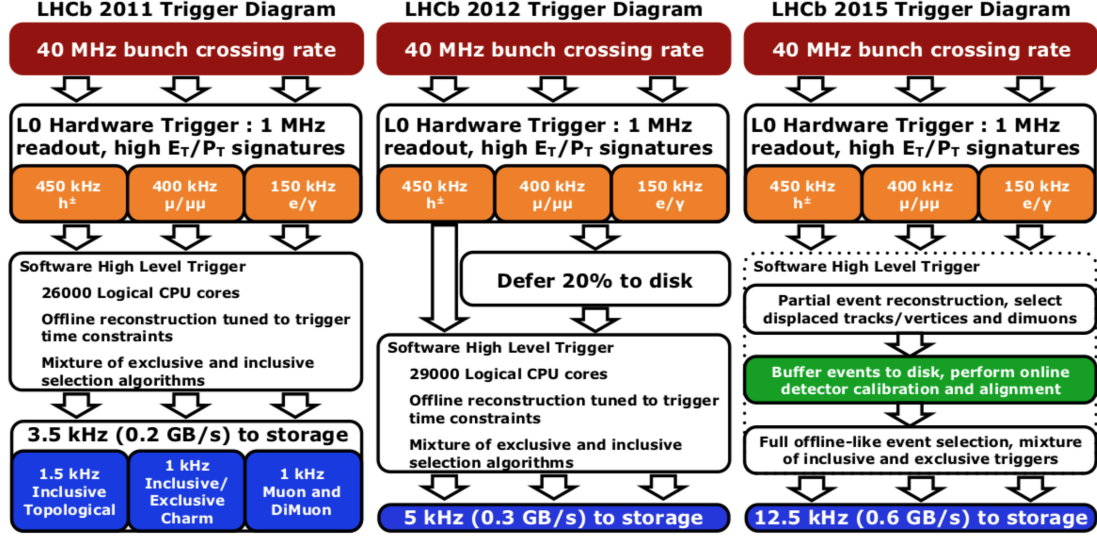 LHCb 2011 Trigger Diagram
40 MHz bunch crossing rate
L0 Hardware Trigger : 1 MHz
readout, high E_T/P_T signatures
450 kHz
h±
400 kHz
μ/μμ
150 kHz
e/γ
Software High Level Trigger
26000 Logical CPU cores
Offline reconstruction tuned to trigger
time constraints
Mixture of exclusive and inclusive
selection algorithms
3.5 kHz (0.2 GB/s) to storage
1.5 kHz
Inclusive
Topological
1 kHz
Inclusive/
Exclusive
Charm
1 kHz
Muon and
DiMuon
LHCb 2012 Trigger Diagram
40 MHz bunch crossing rate
L0 Hardware Trigger : 1 MHz
readout, high E_T/P_T signatures
450 kHz
h±
400 kHz
μ/μμ
150 kHz
e/γ
Defer 20% to disk
Software High Level Trigger
29000 Logical CPU cores
Offline reconstruction tuned to trigger
time constraints
Mixture of exclusive and inclusive
selection algorithms
5 kHz (0.3 GB/s) to storage
LHCb 2015 Trigger Diagram
40 MHz bunch crossing rate
L0 Hardware Trigger : 1 MHz
readout, high E_T/P_T signatures
450 kHz
h±
400 kHz
μ/μμ
150 kHz
e/γ
Software High Level Trigger
Partial event reconstruction, select
displaced tracks/vertices and dimuons
Buffer events to disk, perform online
detector calibration and alignment
Full offline-like event selection, mixture
of inclusive and exclusive triggers
12.5 kHz (0.6 GB/s) to storage